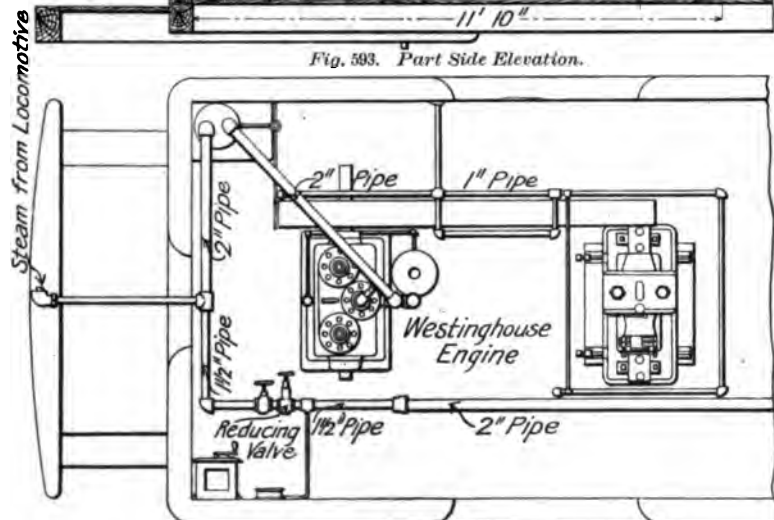 11' 10"
Fig. 593. Part Side Elevation.
Steam from Locomotive
2" Pipe
1" Pipe
2" Pipe
Westinghouse
Engine
1½" Pipe
Reducing
Valve
1½" Pipe
2" Pipe